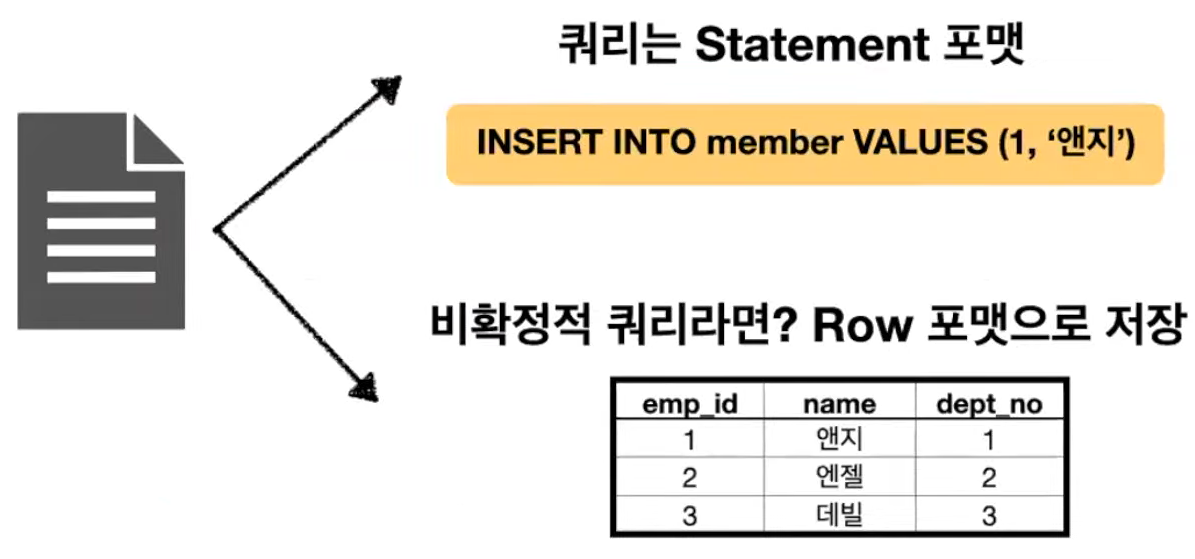 쿼리는 Statement 포맷
INSERT INTO member VALUES (1, ‘앤지’)
비확정적 쿼리라면? Row 포맷으로 저장
emp_id name dept_no
1 앤지 1
2 엔젤 2
3 데빌 3